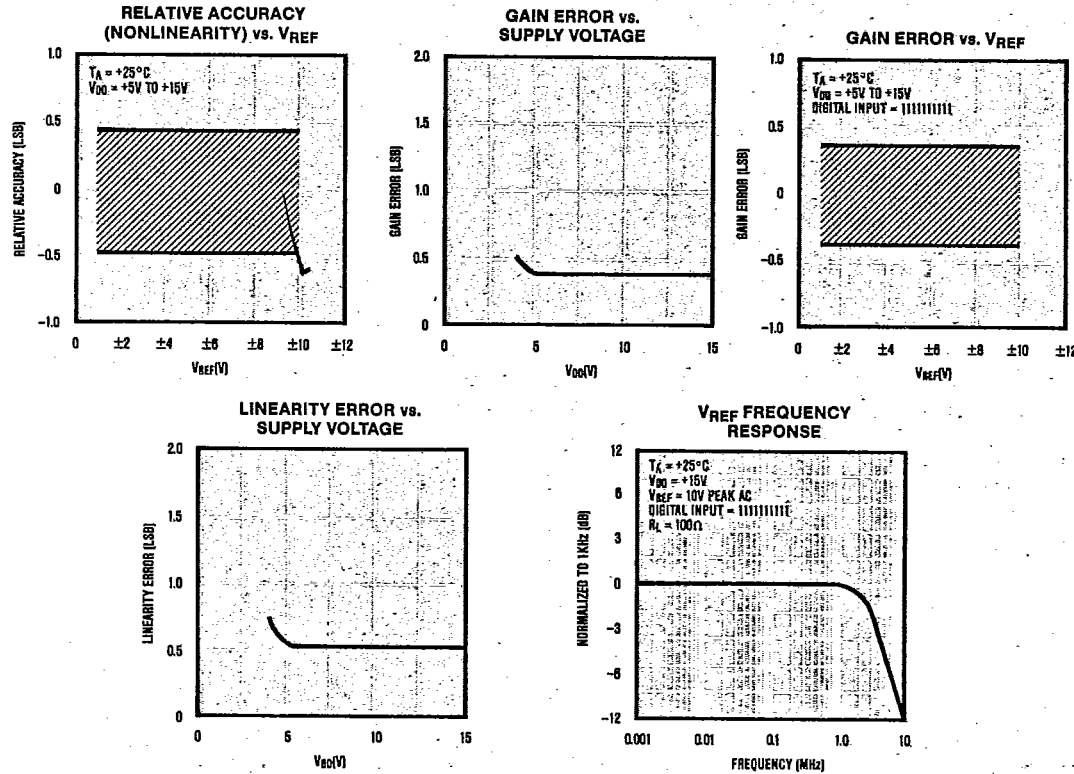 RELATIVE ACCURACY
(NONLINEARITY) vs. VREF
1.0
0.5
0
–0.5
–1.0
RELATIVE ACCURACY [LSB]
TA = +25°C
VDD = +5V TO +15V
0 ±2 ±4 ±6 ±8 ±10 ±12
VREF(V)
GAIN ERROR vs.
SUPPLY VOLTAGE
2.0
1.5
1.0
0.5
0
GAIN ERROR [LSB]
0 5 10 15
VDD(V)
GAIN ERROR vs. VREF
1.0
0.5
0
–0.5
–1.0
GAIN ERROR [LSB]
TA = +25°C
VDD = +5V TO +15V
DIGITAL INPUT = 1111111111
0 ±2 ±4 ±6 ±8 ±10 ±12
VREF(V)
LINEARITY ERROR vs.
SUPPLY VOLTAGE
2.0
1.5
1.0
0.5
0
LINEARITY ERROR [LSB]
0 5 10 15
VDD(V)
VREF FREQUENCY
RESPONSE
12
6
3
0
–3
–6
–12
NORMALIZED TO 1KHz (dB)
TA = +25°C
VDD = +15V
VREF = 10V PEAK AC
DIGITAL INPUT = 1111111111
RL = 100Ω
0.001 0.01 0.1 1.0 10
FREQUENCY (MHz)